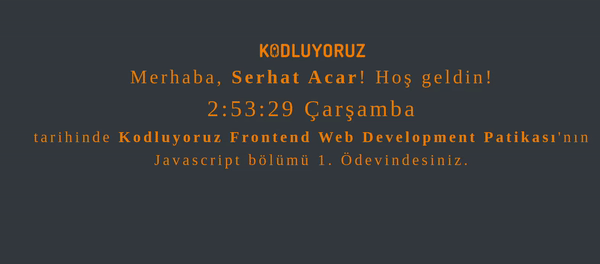 KODLUYORUZ
Merhaba, Serhat Acar! Hoş geldin!
2:53:29 Çarşamba
tarihinde Kodluyoruz Frontend Web Development Patikası'nın
Javascript bölümü 1. Ödevindesiniz.